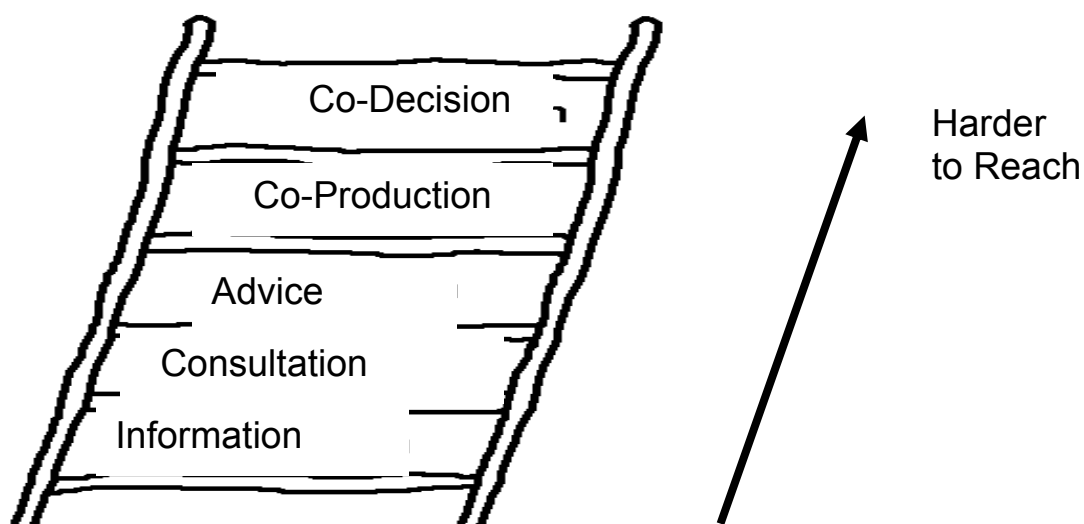 Co-Decision
Harder
to Reach
Co-Production
Advice
Consultation
Information